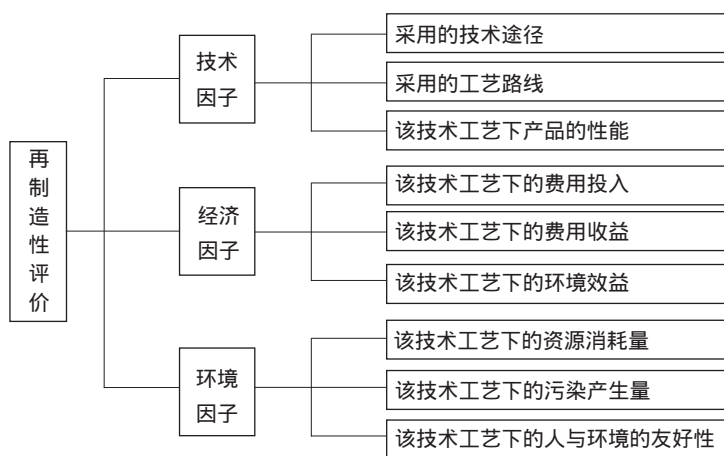 再制造性评价
技术
因子
采用的技术途径
采用的工艺路线
该技术工艺下产品的性能
经济
因子
该技术工艺下的费用投入
该技术工艺下的费用收益
该技术工艺下的环境效益
环境
因子
该技术工艺下的资源消耗量
该技术工艺下的污染产生量
该技术工艺下的人与环境的友好性